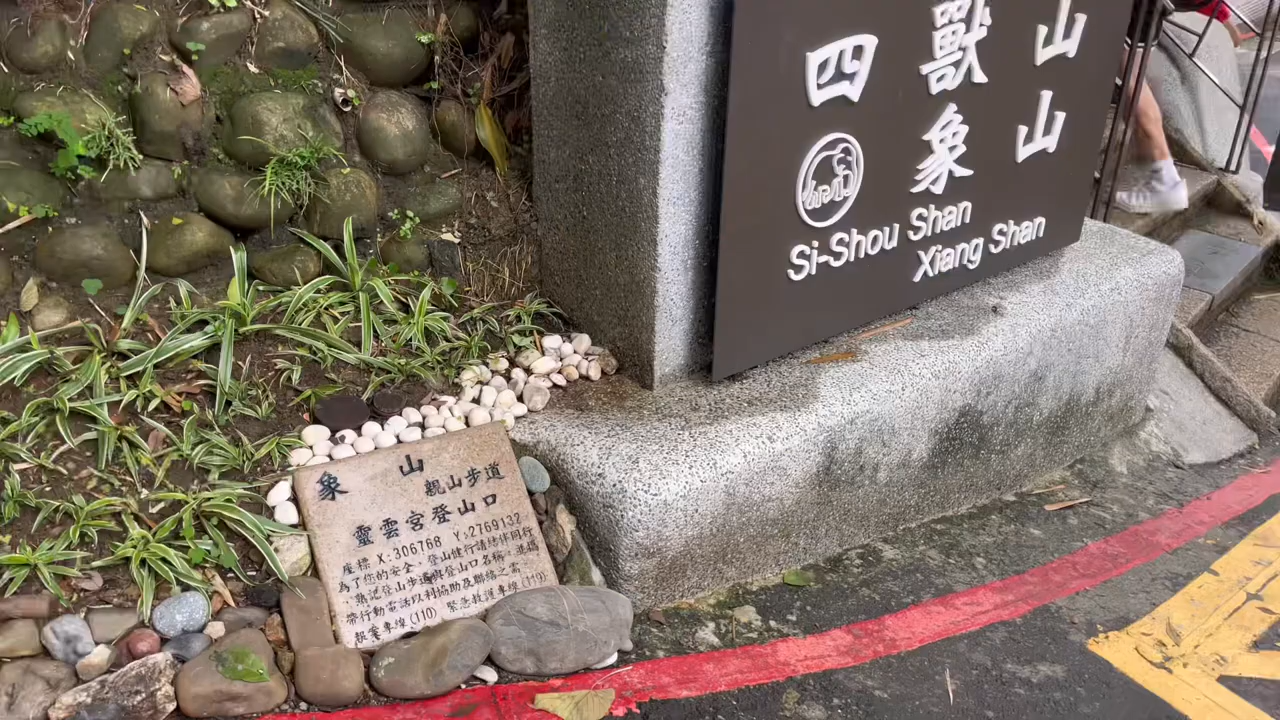 四獸山
象山
Si-Shou Shan
Xiang Shan
象山
親山步道
靈雲宮登山口
座標 X:306768 Y:2769132
為了您的安全,登山健行請結伴同行
熟記登山步道與登山口名稱,並攜
帶行動電話以利協助及聯絡之需
報案專線(110) 緊急救護專線(119)